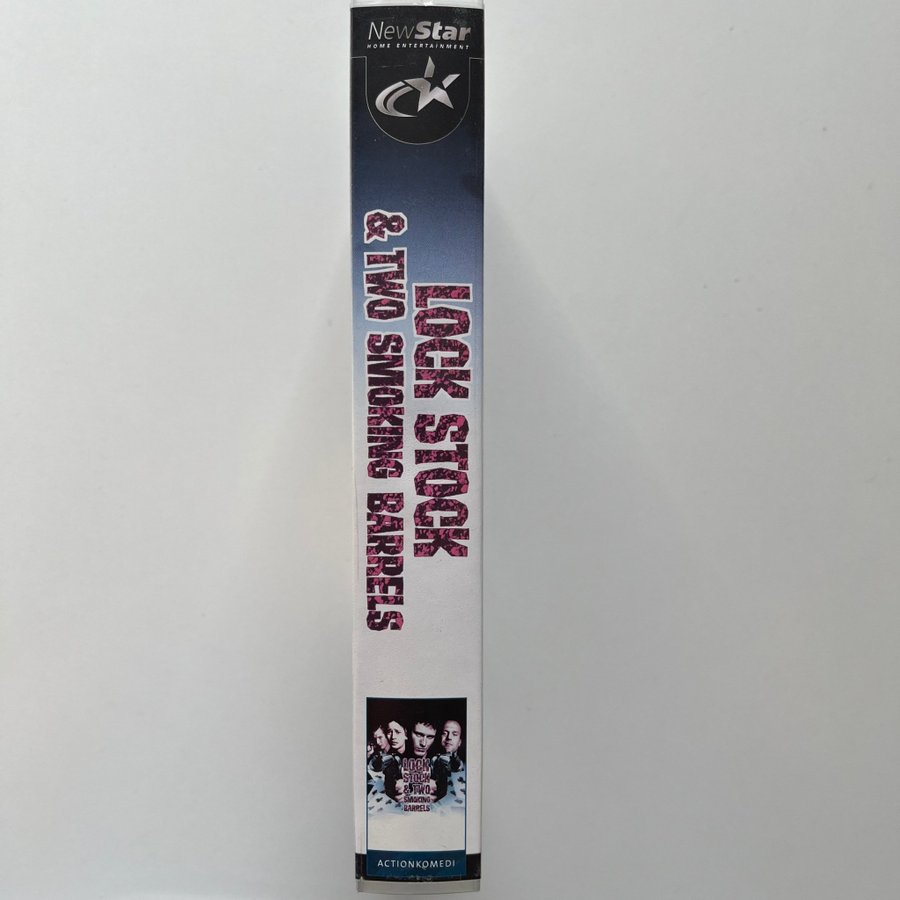 NewStar
HOME ENTERTAINMENT
LOCK STOCK
& TWO SMOKING BARRELS
LOCK
STOCK
& TWO
SMOKING
BARRELS
ACTIONKOMEDI